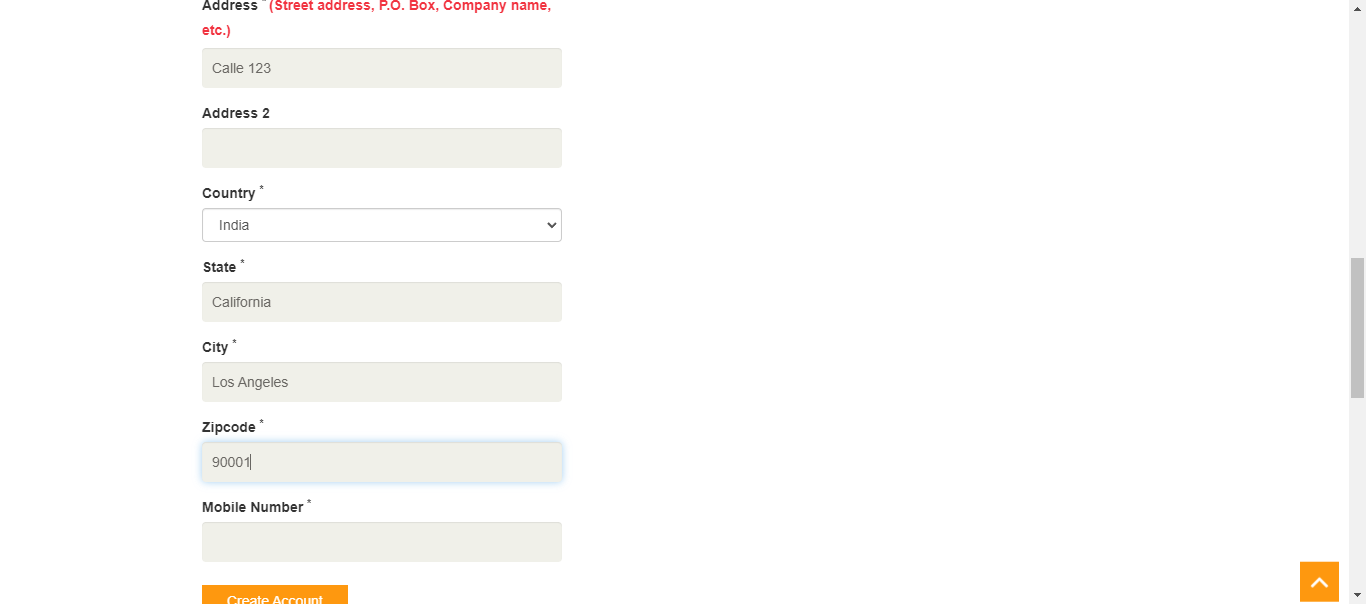 Address * (Street address, P.O. Box, Company name,
etc.)
Calle 123
Address 2
Country *
India
State *
California
City *
Los Angeles
Zipcode *
90001
Mobile Number *
Create Account